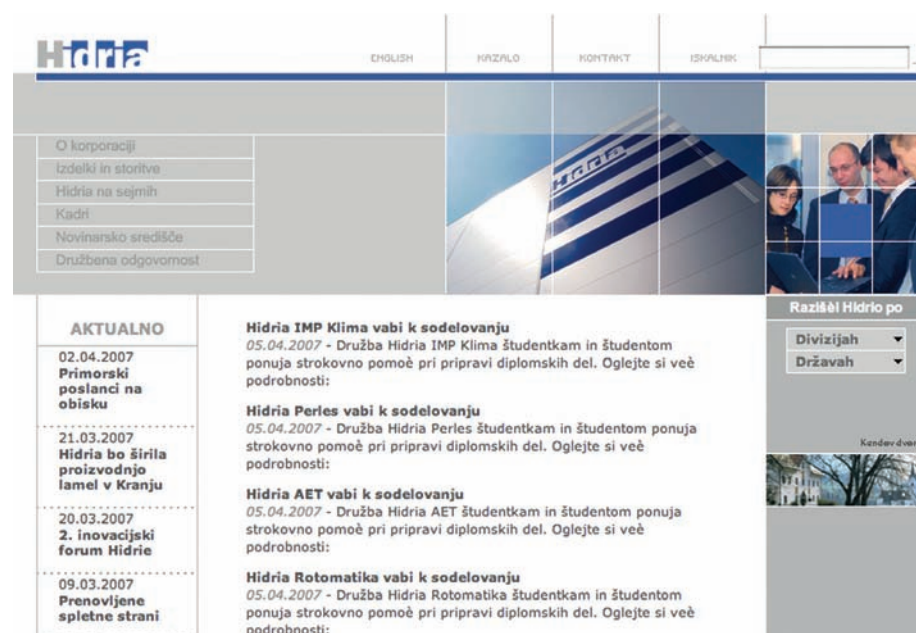 Hidria
ENGLISH
KAZALO
KONTAKT
ISKALNIK
O korporaciji
Izdelki in storitve
Hidria na sejmih
Kadri
Novinarsko središče
Družbena odgovornost
Hidria
AKTUALNO
02.04.2007
Primorski
poslanci na
obisku
21.03.2007
Hidria bo širila
proizvodnjo
lamel v Kranju
20.03.2007
2. inovacijski
forum Hidrie
09.03.2007
Prenovljene
spletne strani
Hidria IMP Klima vabi k sodelovanju
05.04.2007 - Družba Hidria IMP Klima študentkam in študentom
ponuja strokovno pomoè pri pripravi diplomskih del. Oglejte si veè
podrobnosti:
Hidria Perles vabi k sodelovanju
05.04.2007 - Družba Hidria Perles študentkam in študentom ponuja
strokovno pomoè pri pripravi diplomskih del. Oglejte si veè
podrobnosti:
Hidria AET vabi k sodelovanju
05.04.2007 - Družba Hidria AET študentkam in študentom ponuja
strokovno pomoè pri pripravi diplomskih del. Oglejte si veè
podrobnosti:
Hidria Rotomatika vabi k sodelovanju
05.04.2007 - Družba Hidria Rotomatika študentkam in študentom
ponuja strokovno pomoè pri pripravi diplomskih del. Oglejte si veè
podrobnosti:
Razišèi Hidrio po
Divizijah
Državah
Kendov dvor